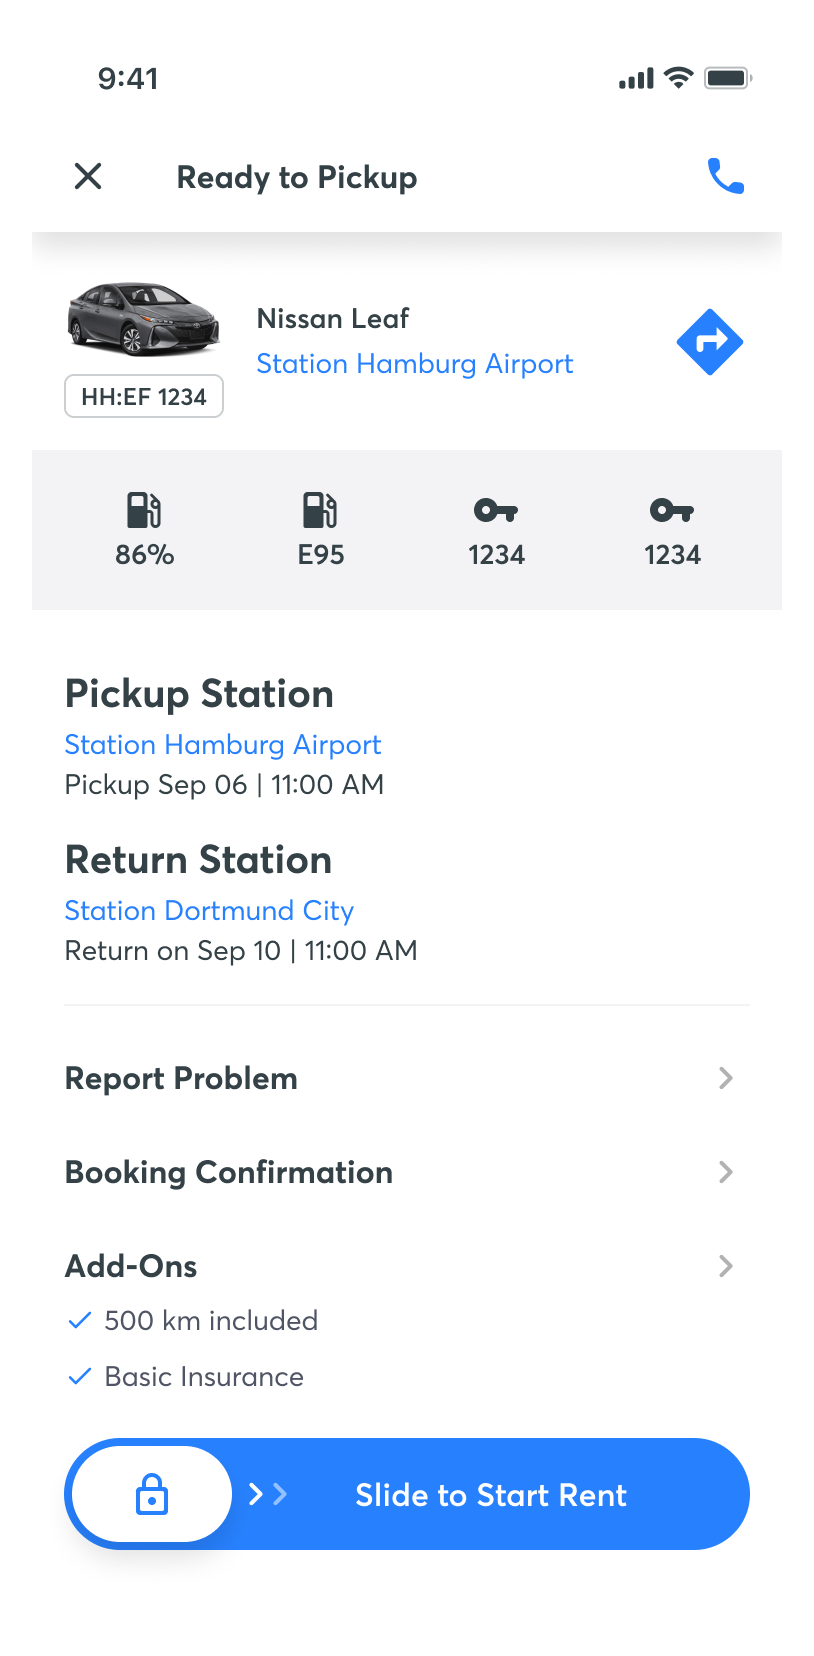 9:41
Ready to Pickup
Nissan Leaf
Station Hamburg Airport
HH:EF 1234
86% E95 1234 1234
Pickup Station
Station Hamburg Airport
Pickup Sep 06 | 11:00 AM
Return Station
Station Dortmund City
Return on Sep 10 | 11:00 AM
Report Problem
Booking Confirmation
Add-Ons
500 km included
Basic Insurance
Slide to Start Rent